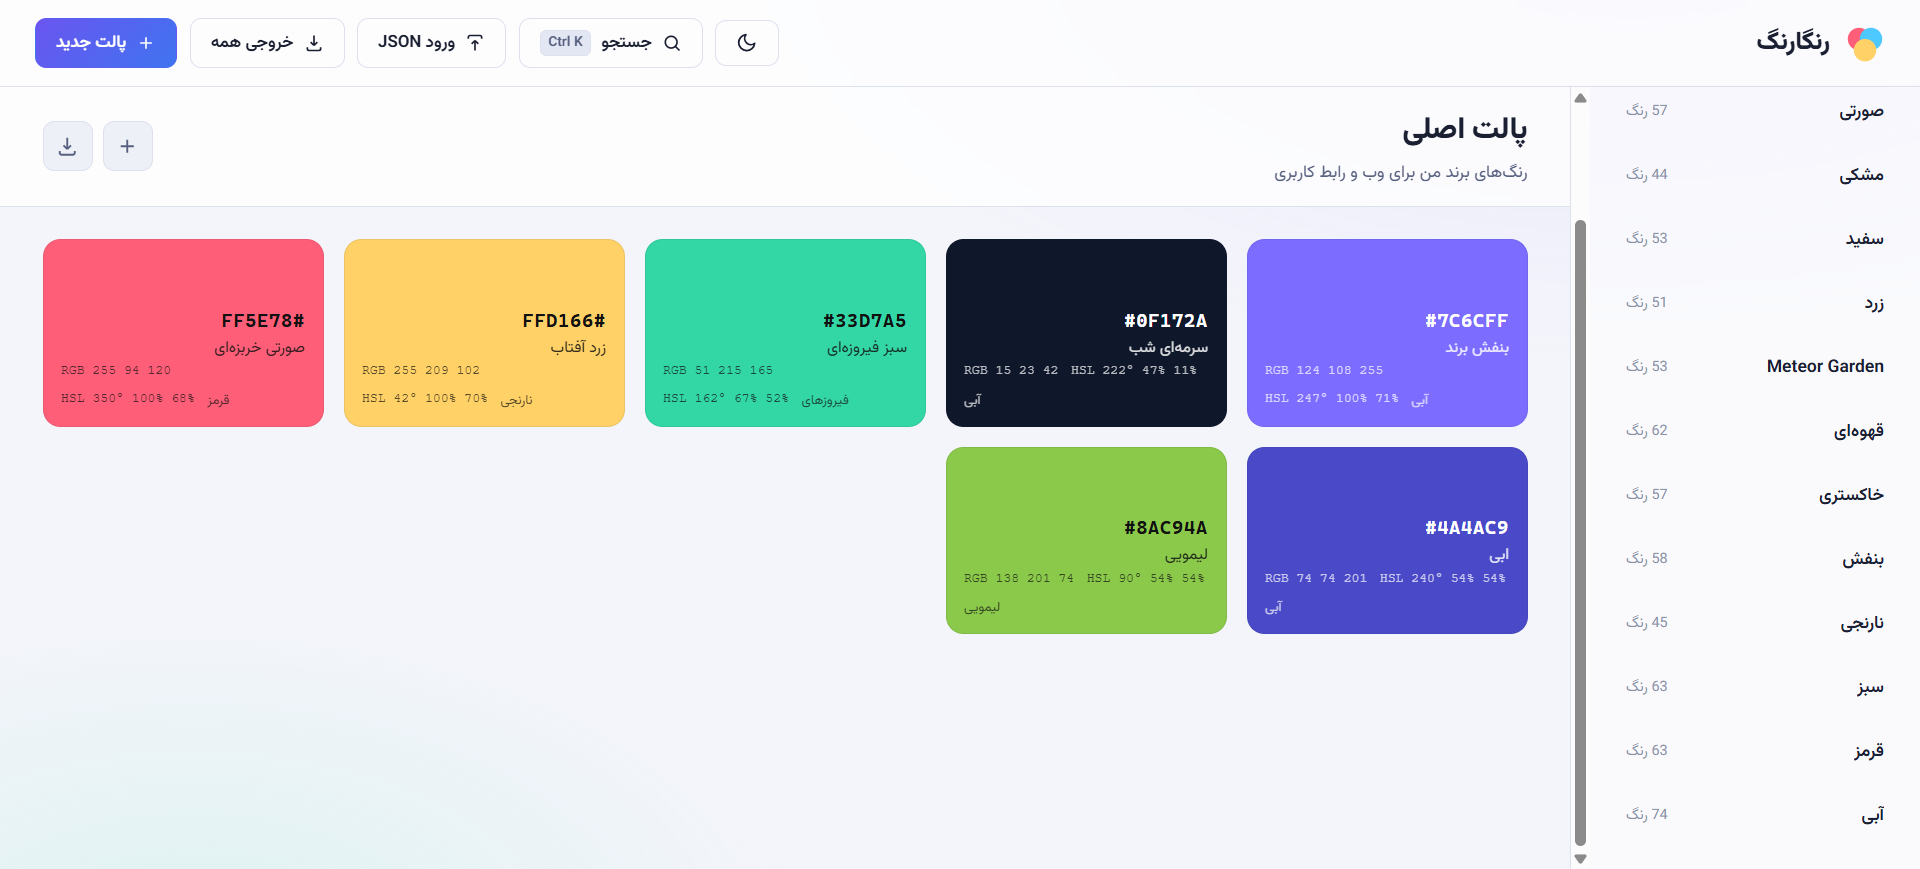 رنگارنگ
جستجو Ctrl K
ورود JSON
خروجی همه
پالت جدید
صورتی 57 رنگ
مشکی 44 رنگ
سفید 53 رنگ
زرد 51 رنگ
Meteor Garden 53 رنگ
قهوه‌ای 62 رنگ
خاکستری 57 رنگ
بنفش 58 رنگ
نارنجی 45 رنگ
سبز 63 رنگ
قرمز 63 رنگ
آبی 74 رنگ
پالت اصلی
رنگ‌های برند من برای وب و رابط کاربری
#7C6CFF
بنفش برند
RGB 124 108 255
HSL 247° 100% 71% آبی
#0F172A
سرمه‌ای شب
RGB 15 23 42 HSL 222° 47% 11%
آبی
#33D7A5
سبز فیروزه‌ای
RGB 51 215 165
HSL 162° 67% 52% فیروزه‌ای
FFD166#
زرد آفتاب
RGB 255 209 102
HSL 42° 100% 70% نارنجی
FF5E78#
صورتی خربزه‌ای
RGB 255 94 120
HSL 350° 100% 68% قرمز
#4A4AC9
ابی
RGB 74 74 201 HSL 240° 54% 54%
آبی
#8AC94A
لیمویی
RGB 138 201 74 HSL 90° 54% 54%
لیمویی